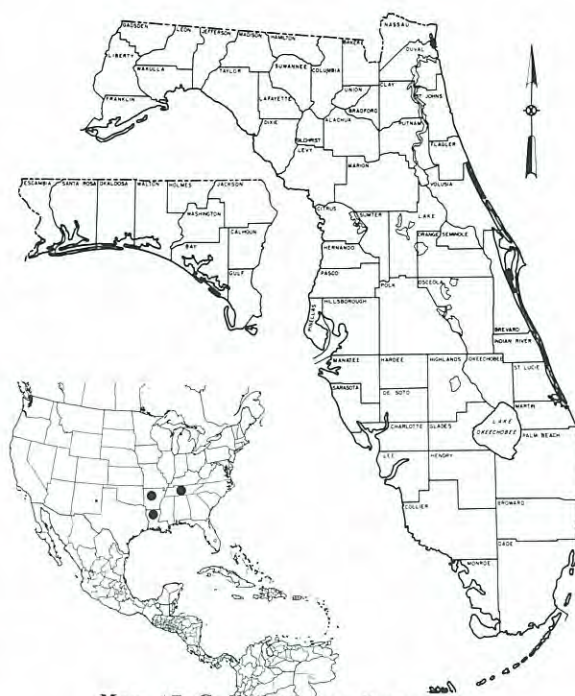 NASSAU
GADSDEN
LEON
JEFFERSON
MADISON
HAMILTON
BAKER
DUVAL
LIBERTY
WAKULLA
TAYLOR
SUWANNEE
COLUMBIA
CLAY
ST JOHNS
FRANKLIN
LAFAYETTE
UNION
BRADFORD
PUTNAM
DIXIE
GILCHRIST
ALACHUA
FLAGLER
LEVY
MARION
VOLUSIA
ESCAMBIA
SANTA ROSA
OKALOOSA
WALTON
HOLMES
JACKSON
WASHINGTON
BAY
CALHOUN
GULF
CITRUS
SUMTER
LAKE
ORANGE
SEMINOLE
HERNANDO
PASCO
POLK
OSCEOLA
PINELLAS
HILLSBOROUGH
BREVARD
INDIAN RIVER
MANATEE
HARDEE
HIGHLANDS
OKEECHOBEE
ST. LUCIE
SARASOTA
DE SOTO
MARTIN
CHARLOTTE
GLADES
LAKE
OKEECHOBEE
PALM BEACH
LEE
HENDRY
COLLIER
BROWARD
DADE
MONROE